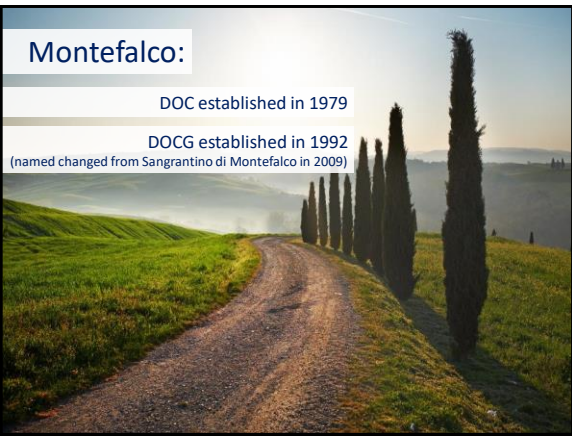 Montefalco:
DOC established in 1979
DOCG established in 1992
(named changed from Sangrantino di Montefalco in 2009)